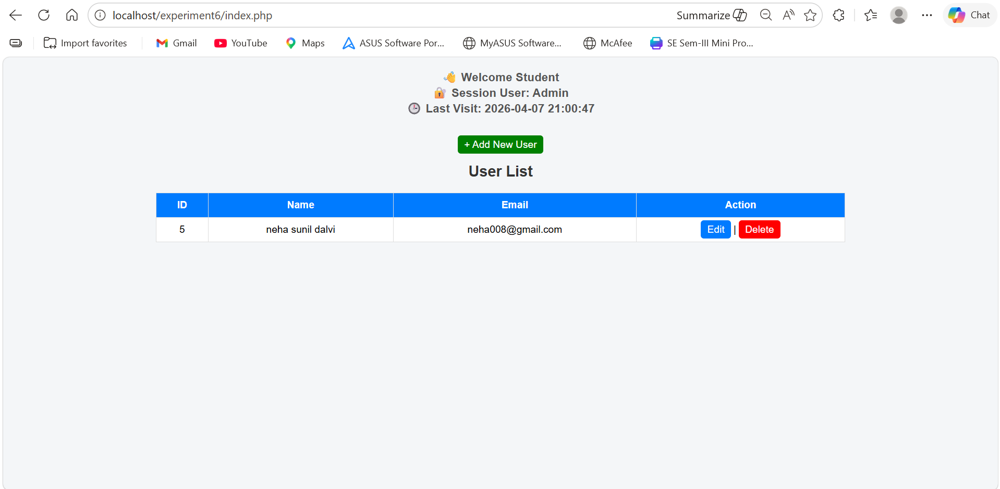 localhost/experiment6/index.php
Summarize
Chat
Import favorites
Gmail
YouTube
Maps
ASUS Software Por...
MyASUS Software...
McAfee
SE Sem-III Mini Pro...
👋 Welcome Student
🔐 Session User: Admin
🕒 Last Visit: 2026-04-07 21:00:47
+ Add New User
User List
ID Name Email Action
5 neha sunil dalvi neha008@gmail.com Edit | Delete